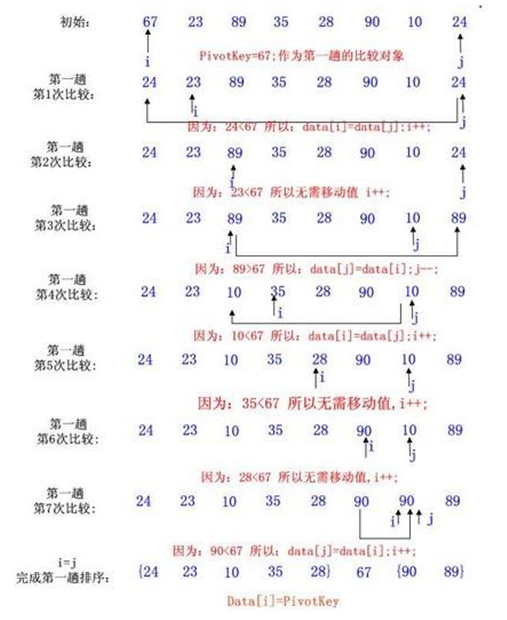 初始: 67 23 89 35 28 90 10 24
i j
PivotKey=67;作为第一趟的比较对象
第一趟
第1次比较: 24 23 89 35 28 90 10 24
i j
因为: 24<67 所以: data[i]=data[j];i++;
第一趟
第2次比较: 24 23 89 35 28 90 10 24
i j
因为: 23<67 所以无需移动值 i++;
第一趟
第3次比较: 24 23 89 35 28 90 10 89
i j
因为: 89>67 所以: data[j]=data[i];j--;
第一趟
第4次比较: 24 23 10 35 28 90 10 89
i j
因为: 10<67 所以: data[i]=data[j];i++;
第一趟
第5次比较: 24 23 10 35 28 90 10 89
i j
因为: 35<67 所以无需移动值,i++;
第一趟
第6次比较: 24 23 10 35 28 90 10 89
i j
因为: 28<67 所以无需移动值,i++;
第一趟
第7次比较: 24 23 10 35 28 90 90 89
i j
因为: 90<67 所以: data[j]=data[i];i++;
i=j
完成第一趟排序: {24 23 10 35 28} 67 {90 89}
Data[i]=PivotKey